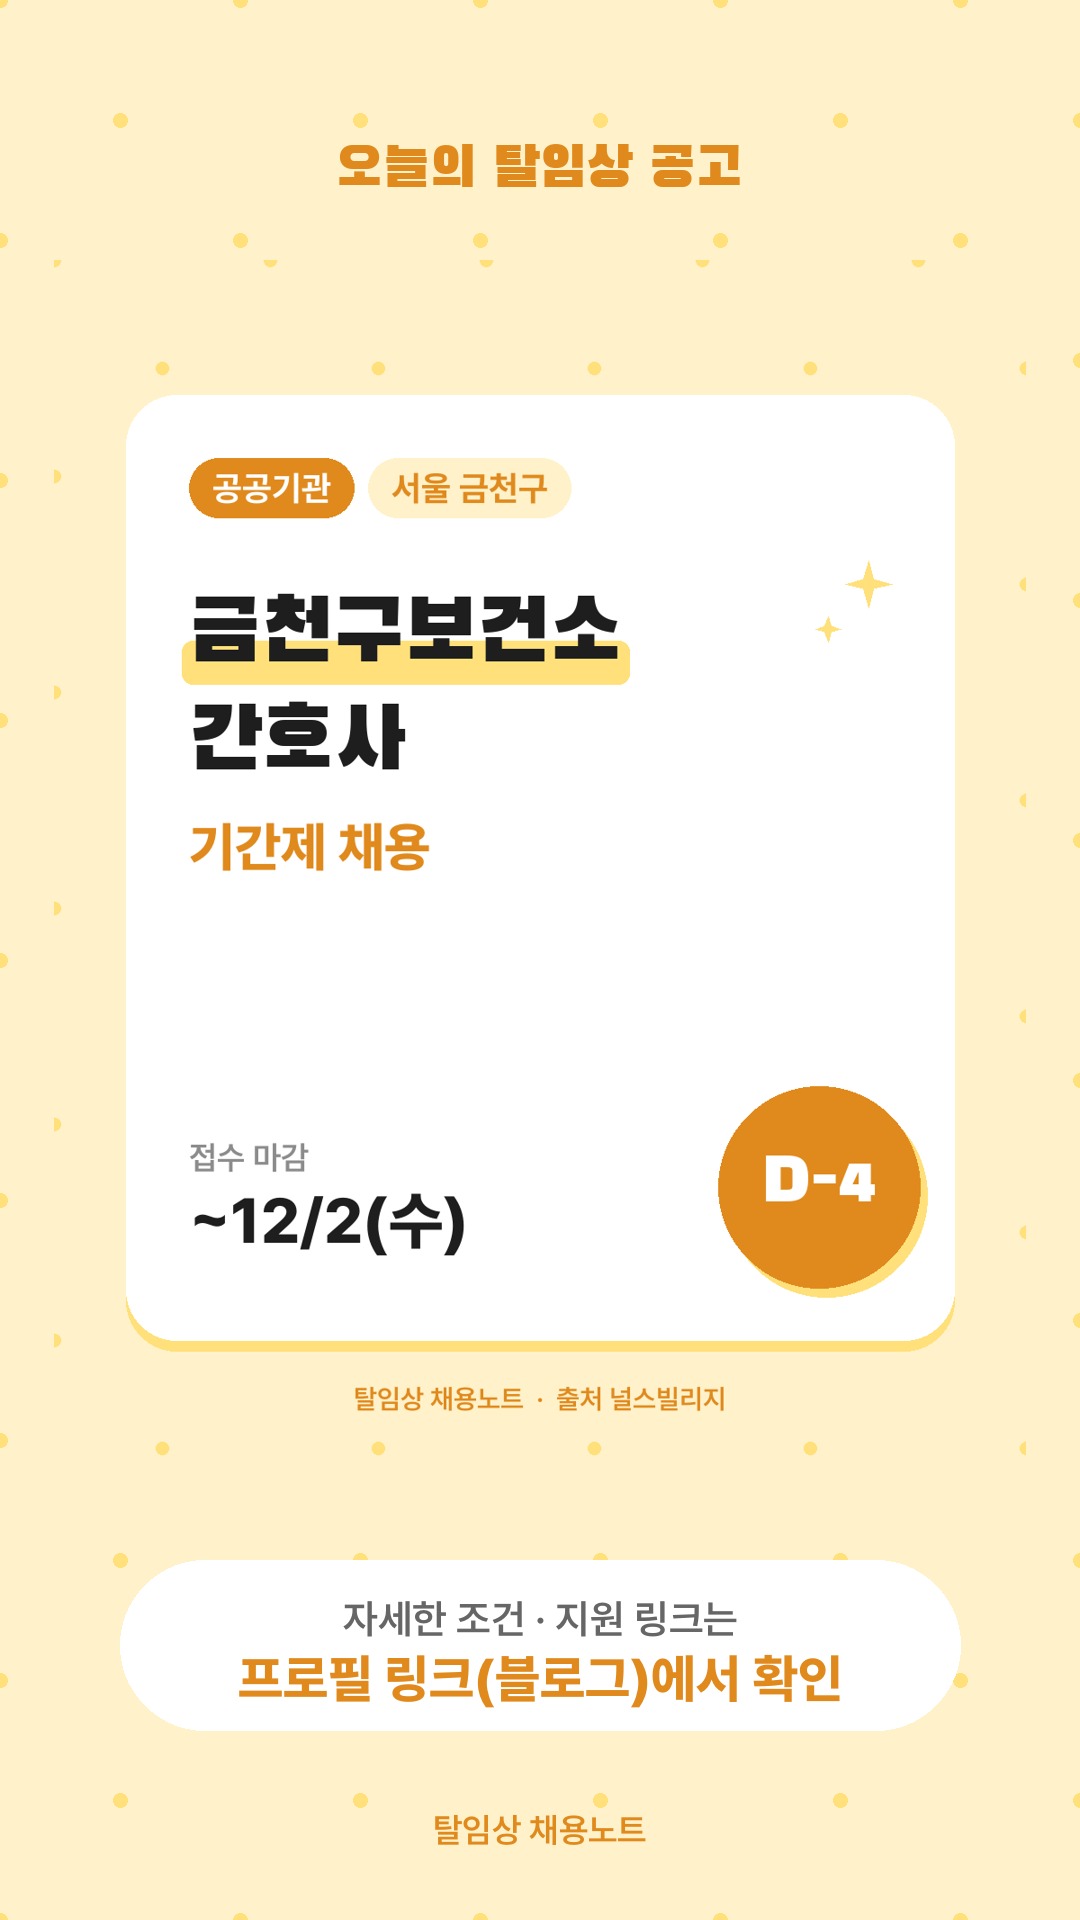 오늘의 탈임상 공고
공공기관 서울 금천구
금천구보건소
간호사
기간제 채용
접수 마감
~12/2(수)
D-4
탈임상 채용노트 · 출처 널스빌리지
자세한 조건 · 지원 링크는
프로필 링크(블로그)에서 확인
탈임상 채용노트